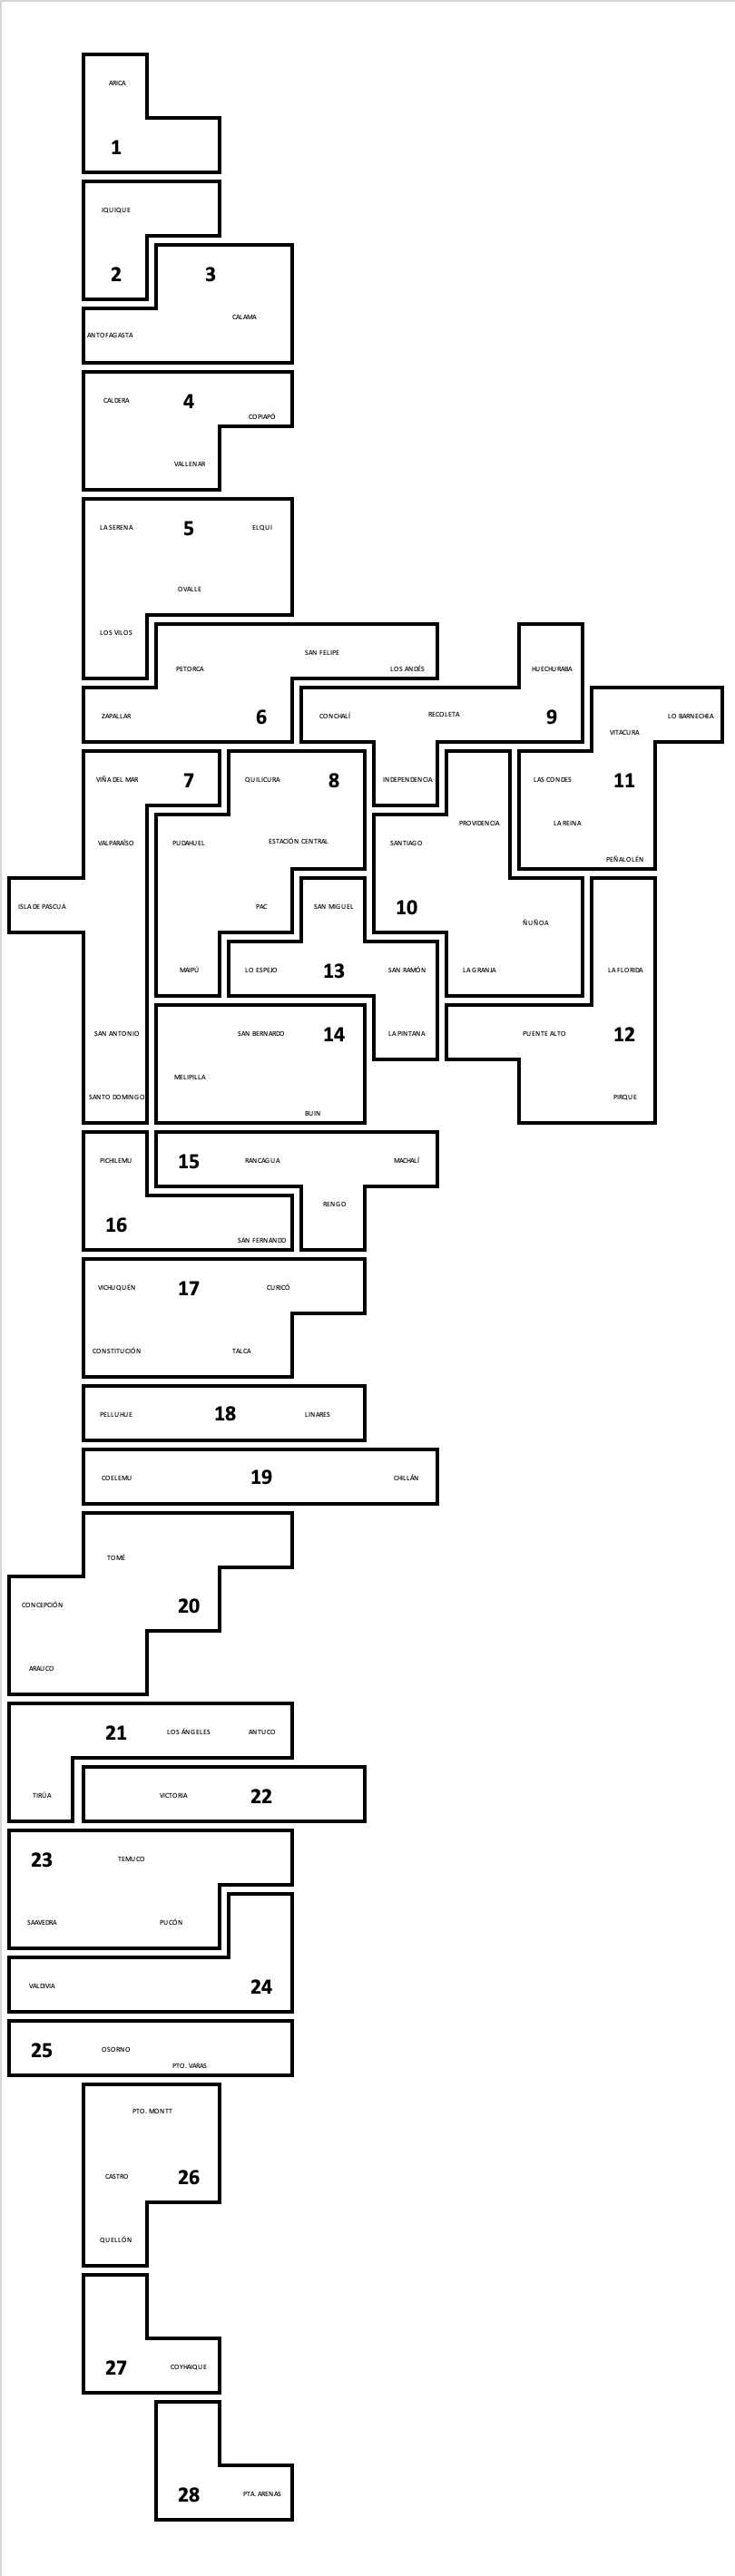 ARICA
1
IQUIQUE
2
3
CALAMA
ANTOFAGASTA
CALDERA
4
COPIAPÓ
VALLENAR
LA SERENA
5
ELQUI
OVALLE
LOS VILOS
SAN FELIPE
PETORCA
LOS ANDÉS
HUECHURABA
ZAPALLAR
6
CONCHALÍ
RECOLETA
9
LO BARNECHEA
VITACURA
VIÑA DEL MAR
7
QUILICURA
8
INDEPENDENCIA
LAS CONDES
11
PROVIDENCIA
LA REINA
VALPARAÍSO
PUDAHUEL
ESTACIÓN CENTRAL
SANTIAGO
PEÑALOLÉN
ISLA DE PASCUA
PAC
SAN MIGUEL
10
ÑUÑOA
MAIPÚ
LO ESPEJO
13
SAN RAMÓN
LA GRANJA
LA FLORIDA
SAN ANTONIO
SAN BERNARDO
14
LA PINTANA
PUENTE ALTO
12
MELIPILLA
SANTO DOMINGO
BUIN
PIRQUE
PICHILEMU
15
RANCAGUA
MACHALÍ
RENGO
16
SAN FERNANDO
VICHUQUÉN
17
CURICÓ
CONSTITUCIÓN
TALCA
PELLUHUE
18
LINARES
COELEMU
19
CHILLÁN
TOMÉ
CONCEPCIÓN
20
ARAUCO
21
LOS ÁNGELES
ANTUCO
TIRÚA
VICTORIA
22
23
TEMUCO
SAAVEDRA
PUCÓN
VALDIVIA
24
25
OSORNO
PTO. VARAS
PTO. MONTT
CASTRO
26
QUELLÓN
27
COYHAIQUE
28
PTA. ARENAS